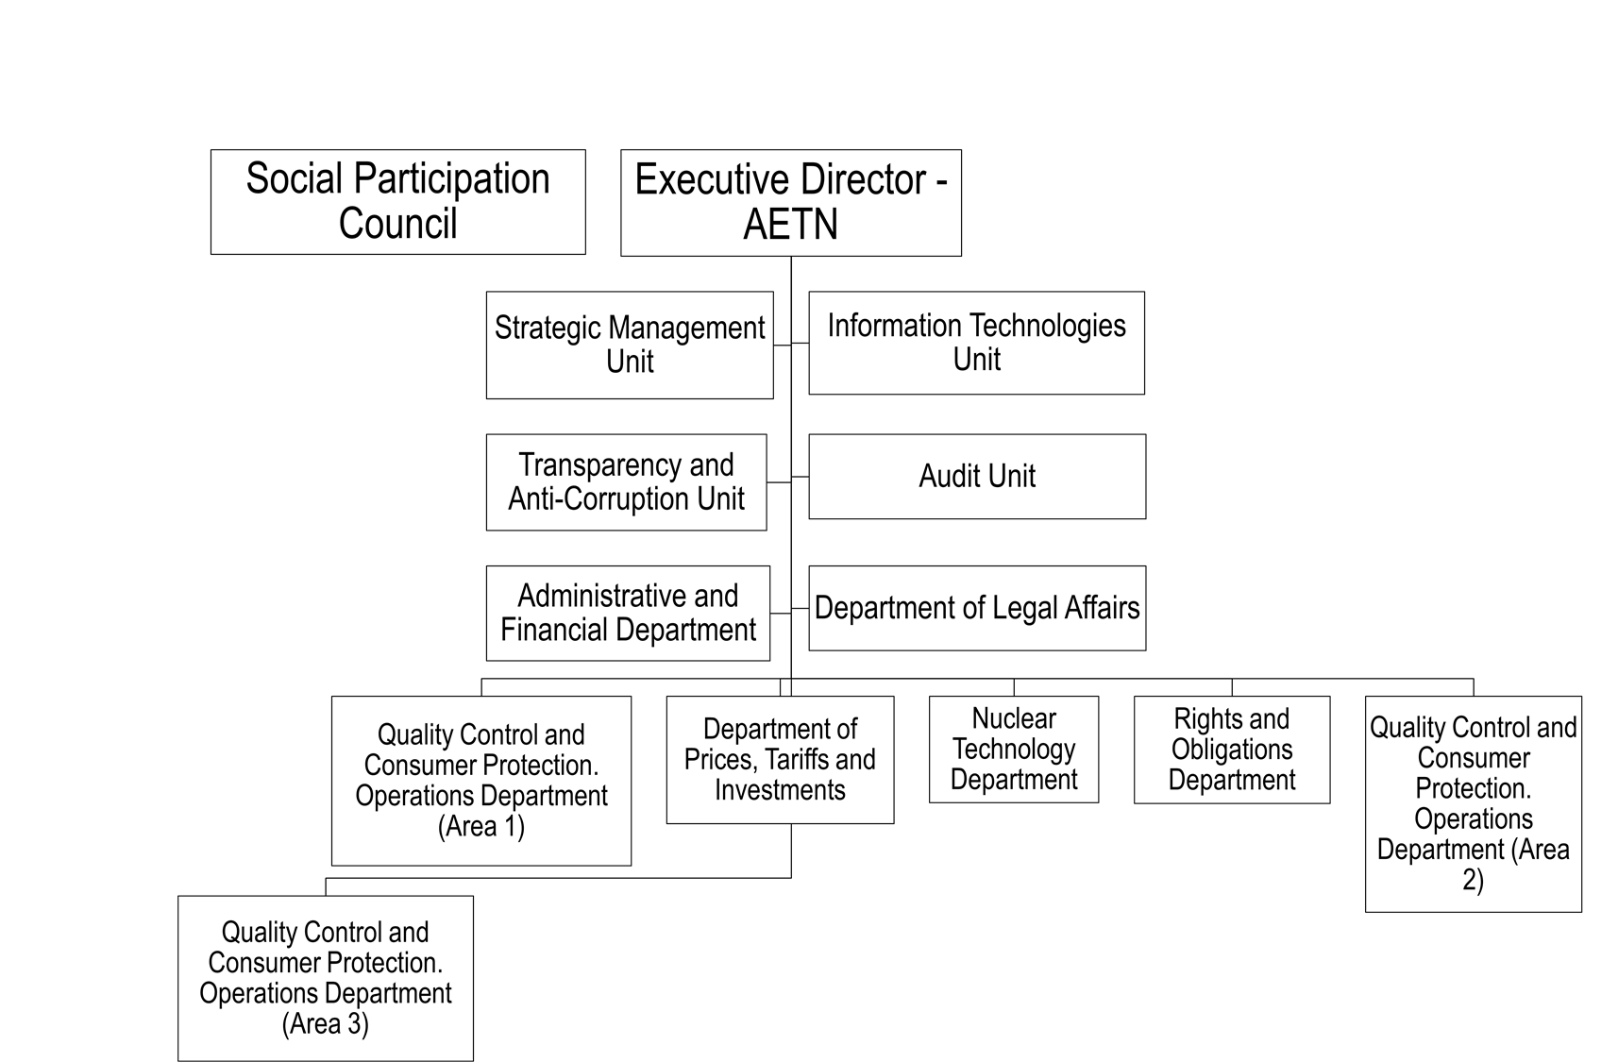 Social Participation
Council
Executive Director -
AETN
Strategic Management
Unit
Information Technologies
Unit
Transparency and
Anti-Corruption Unit
Audit Unit
Administrative and
Financial Department
Department of Legal Affairs
Quality Control and
Consumer Protection.
Operations Department
(Area 1)
Department of
Prices, Tariffs and
Investments
Nuclear
Technology
Department
Rights and
Obligations
Department
Quality Control and
Consumer
Protection.
Operations
Department (Area
2)
Quality Control and
Consumer Protection.
Operations Department
(Area 3)